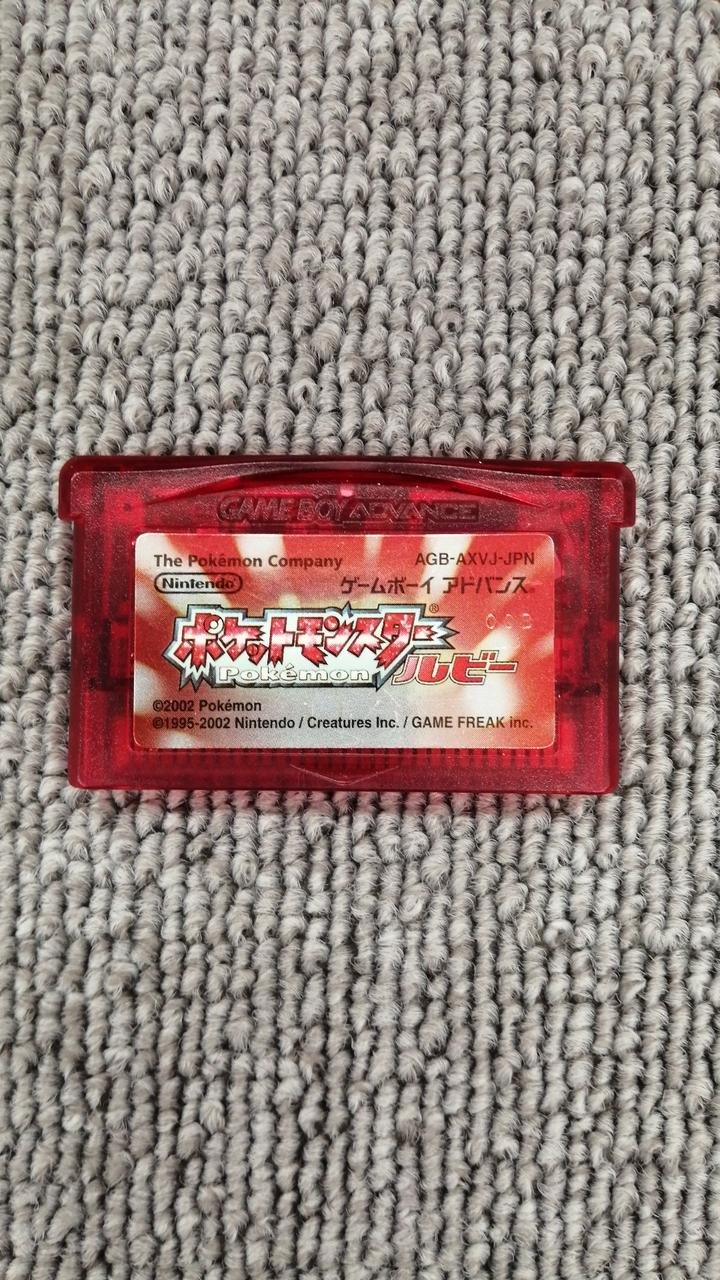 GAME BOY ADVANCE
The Pokémon Company AGB-AXVJ-JPN
Nintendo ゲームボーイ アドバンス®
ポケットモンスター®
Pokémon ルビー
©2002 Pokémon
©1995-2002 Nintendo / Creatures Inc. / GAME FREAK inc.